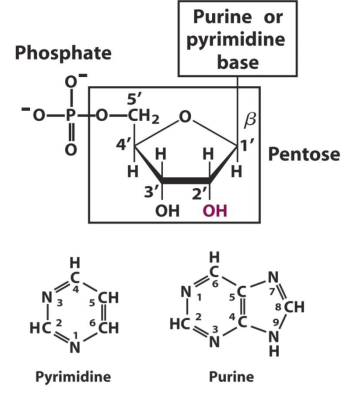 Purine or
pyrimidine
base
Phosphate
O⁻
⁻O—P—O—CH₂
O
5′
O
β
4′
1′
H
H
H
H
3′
2′
OH
OH
Pentose
H
C
4
N
3
5
CH
HC
2
6
CH
1
N
Pyrimidine
H
C
6
N
1
5
C
N
7
8
CH
HC
2
4
C
3
N
9
N
H
Purine